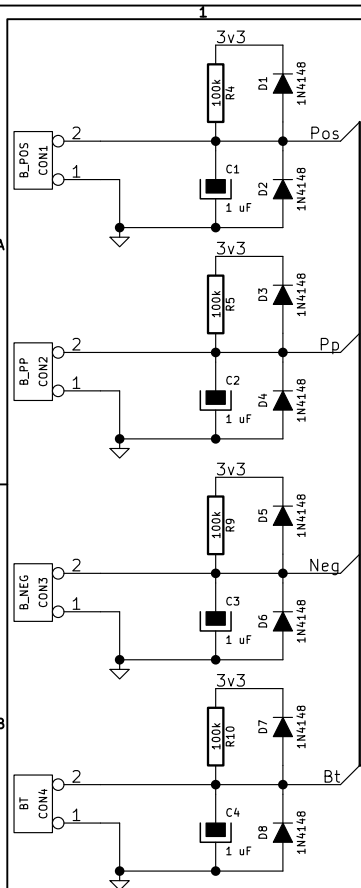 1
3v3
100k
R4
D1
1N4148
B_POS
CON1
2
1
Pos
C1
1 uF
D2
1N4148
A
3v3
100k
R5
D3
1N4148
B_PP
CON2
2
1
Pp
C2
1 uF
D4
1N4148
3v3
100k
R9
D5
1N4148
B_NEG
CON3
2
1
Neg
C3
1 uF
D6
1N4148
3v3
B
100k
R10
D7
1N4148
BT
CON4
2
1
Bt
C4
1 uF
D8
1N4148